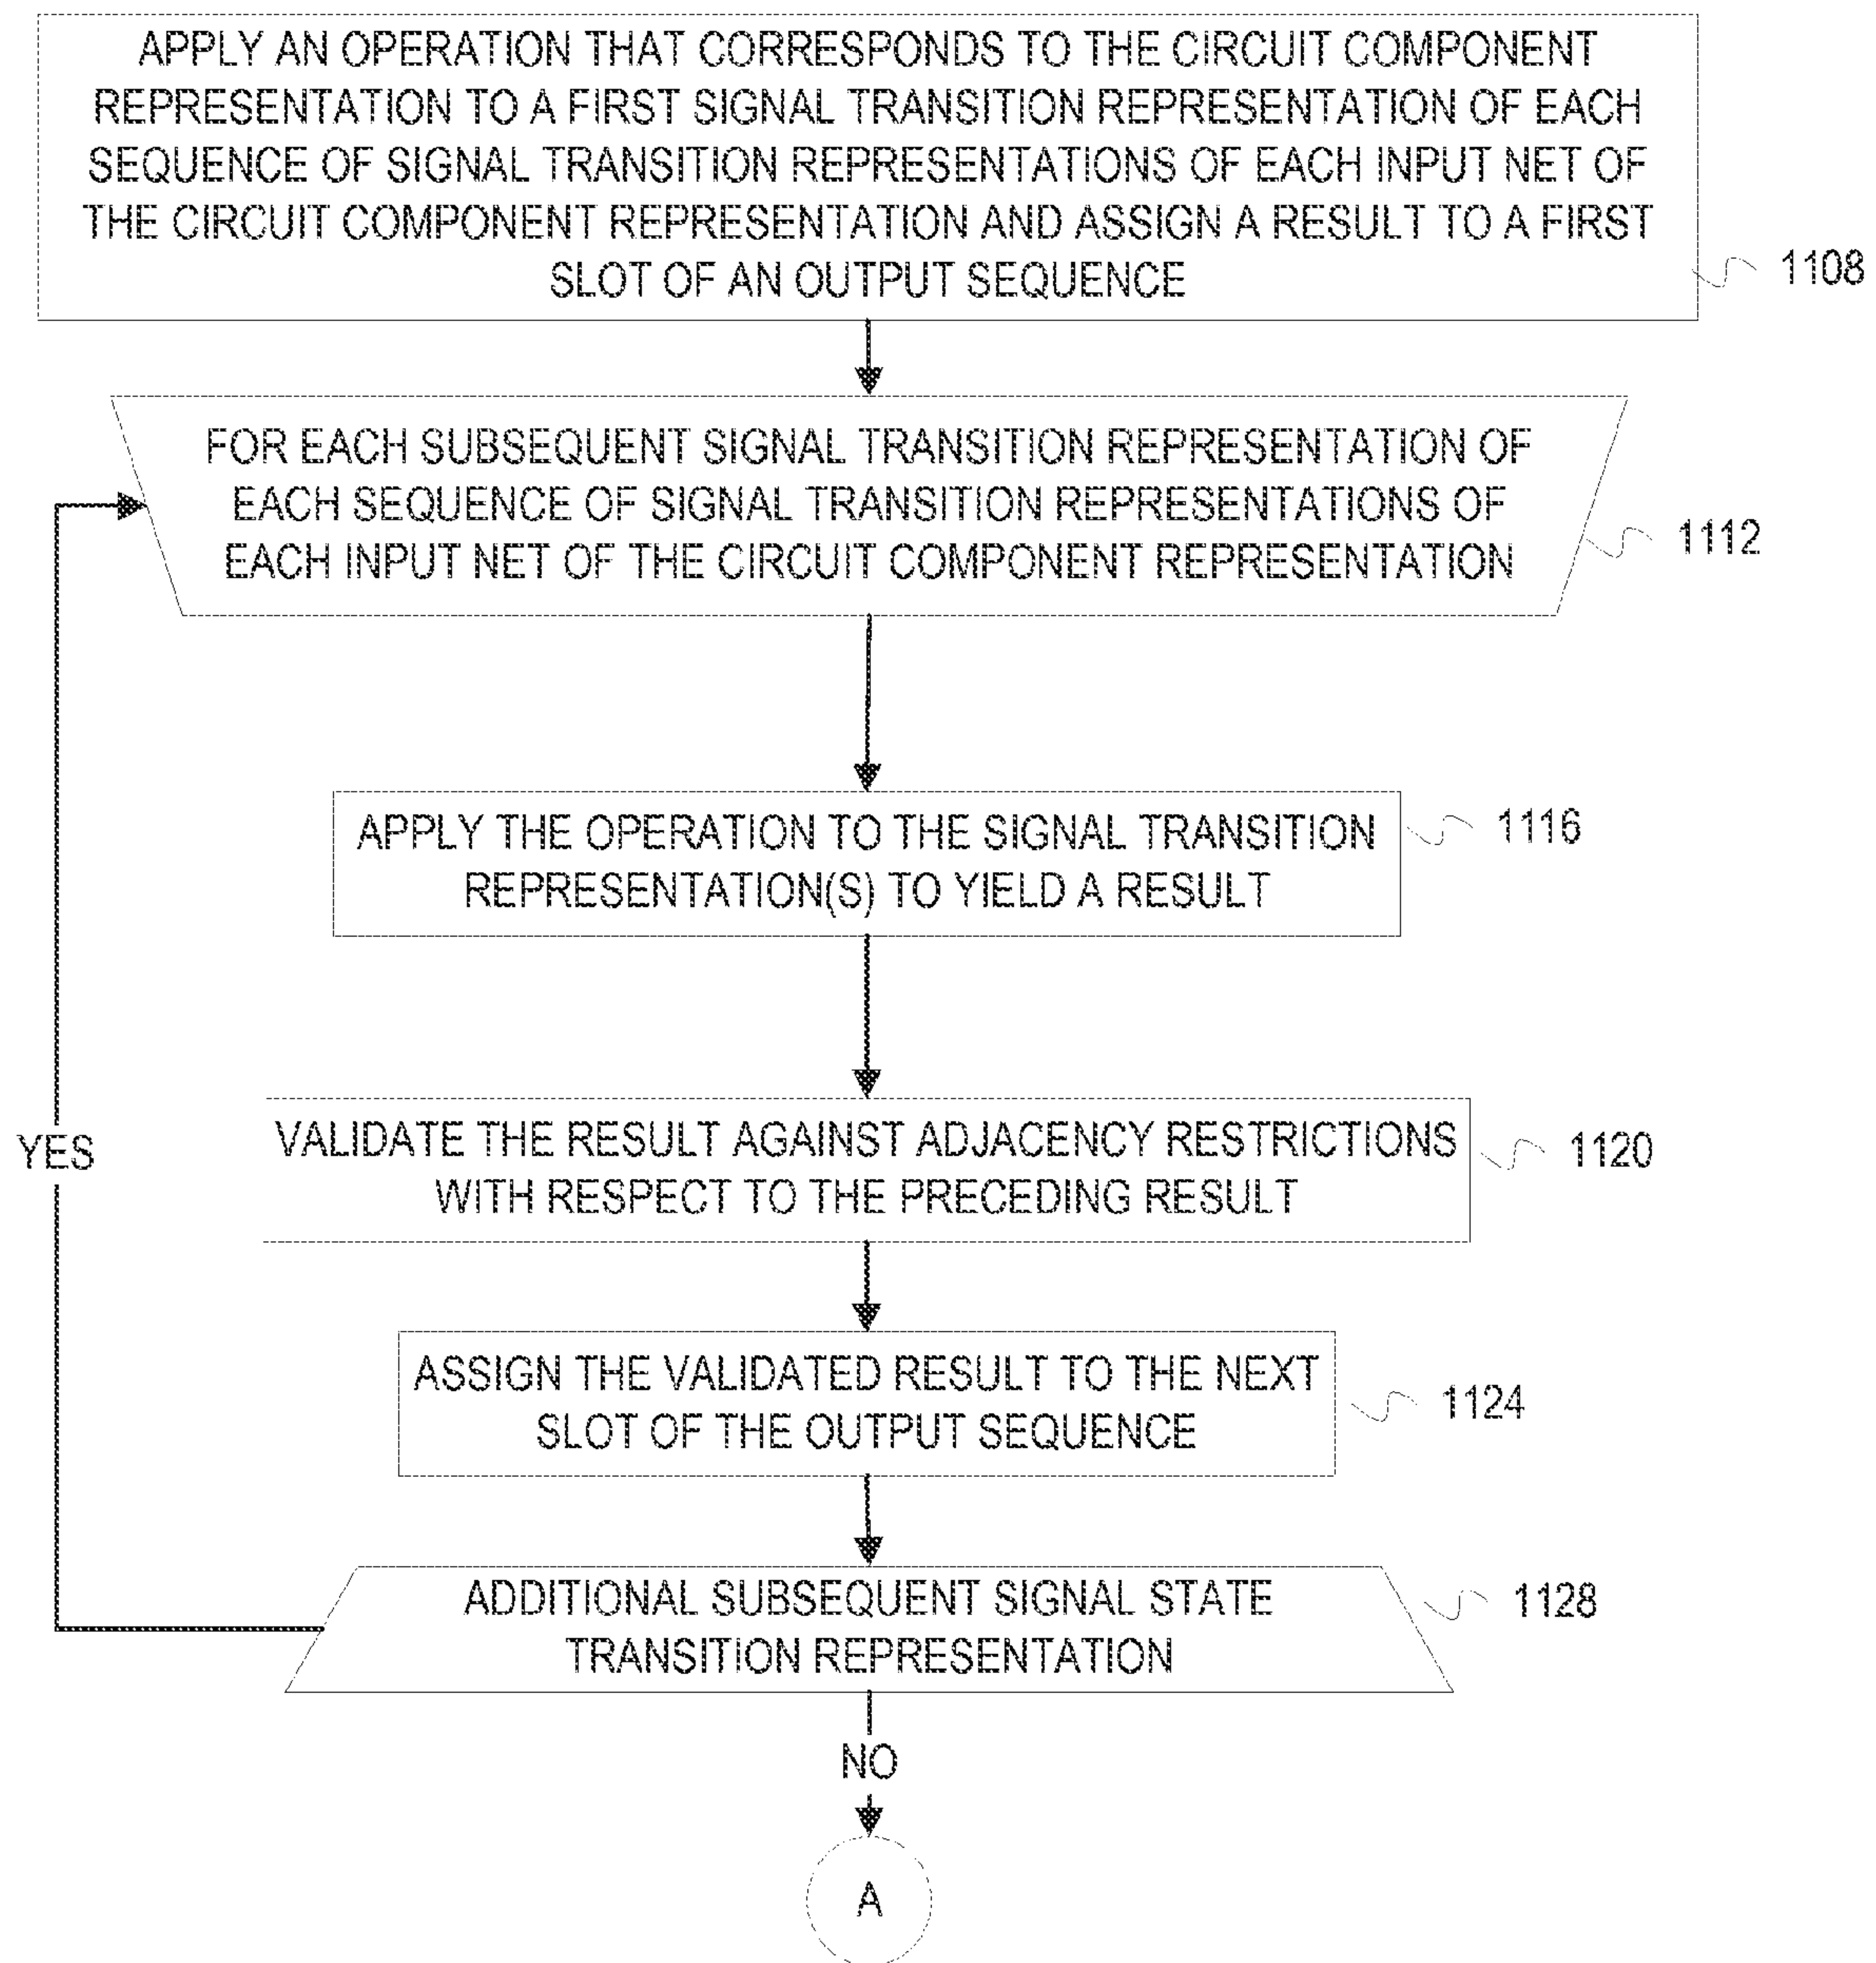 APPLY AN OPERATION THAT CORRESPONDS TO THE CIRCUIT COMPONENT
REPRESENTATION TO A FIRST SIGNAL TRANSITION REPRESENTATION OF EACH
SEQUENCE OF SIGNAL TRANSITION REPRESENTATIONS OF EACH INPUT NET OF
THE CIRCUIT COMPONENT REPRESENTATION AND ASSIGN A RESULT TO A FIRST
SLOT OF AN OUTPUT SEQUENCE
1108
FOR EACH SUBSEQUENT SIGNAL TRANSITION REPRESENTATION OF
EACH SEQUENCE OF SIGNAL TRANSITION REPRESENTATIONS OF
EACH INPUT NET OF THE CIRCUIT COMPONENT REPRESENTATION
1112
APPLY THE OPERATION TO THE SIGNAL TRANSITION
REPRESENTATION(S) TO YIELD A RESULT
1116
VALIDATE THE RESULT AGAINST ADJACENCY RESTRICTIONS
WITH RESPECT TO THE PRECEDING RESULT
1120
YES
ASSIGN THE VALIDATED RESULT TO THE NEXT
SLOT OF THE OUTPUT SEQUENCE
1124
ADDITIONAL SUBSEQUENT SIGNAL STATE
TRANSITION REPRESENTATION
1128
NO
A